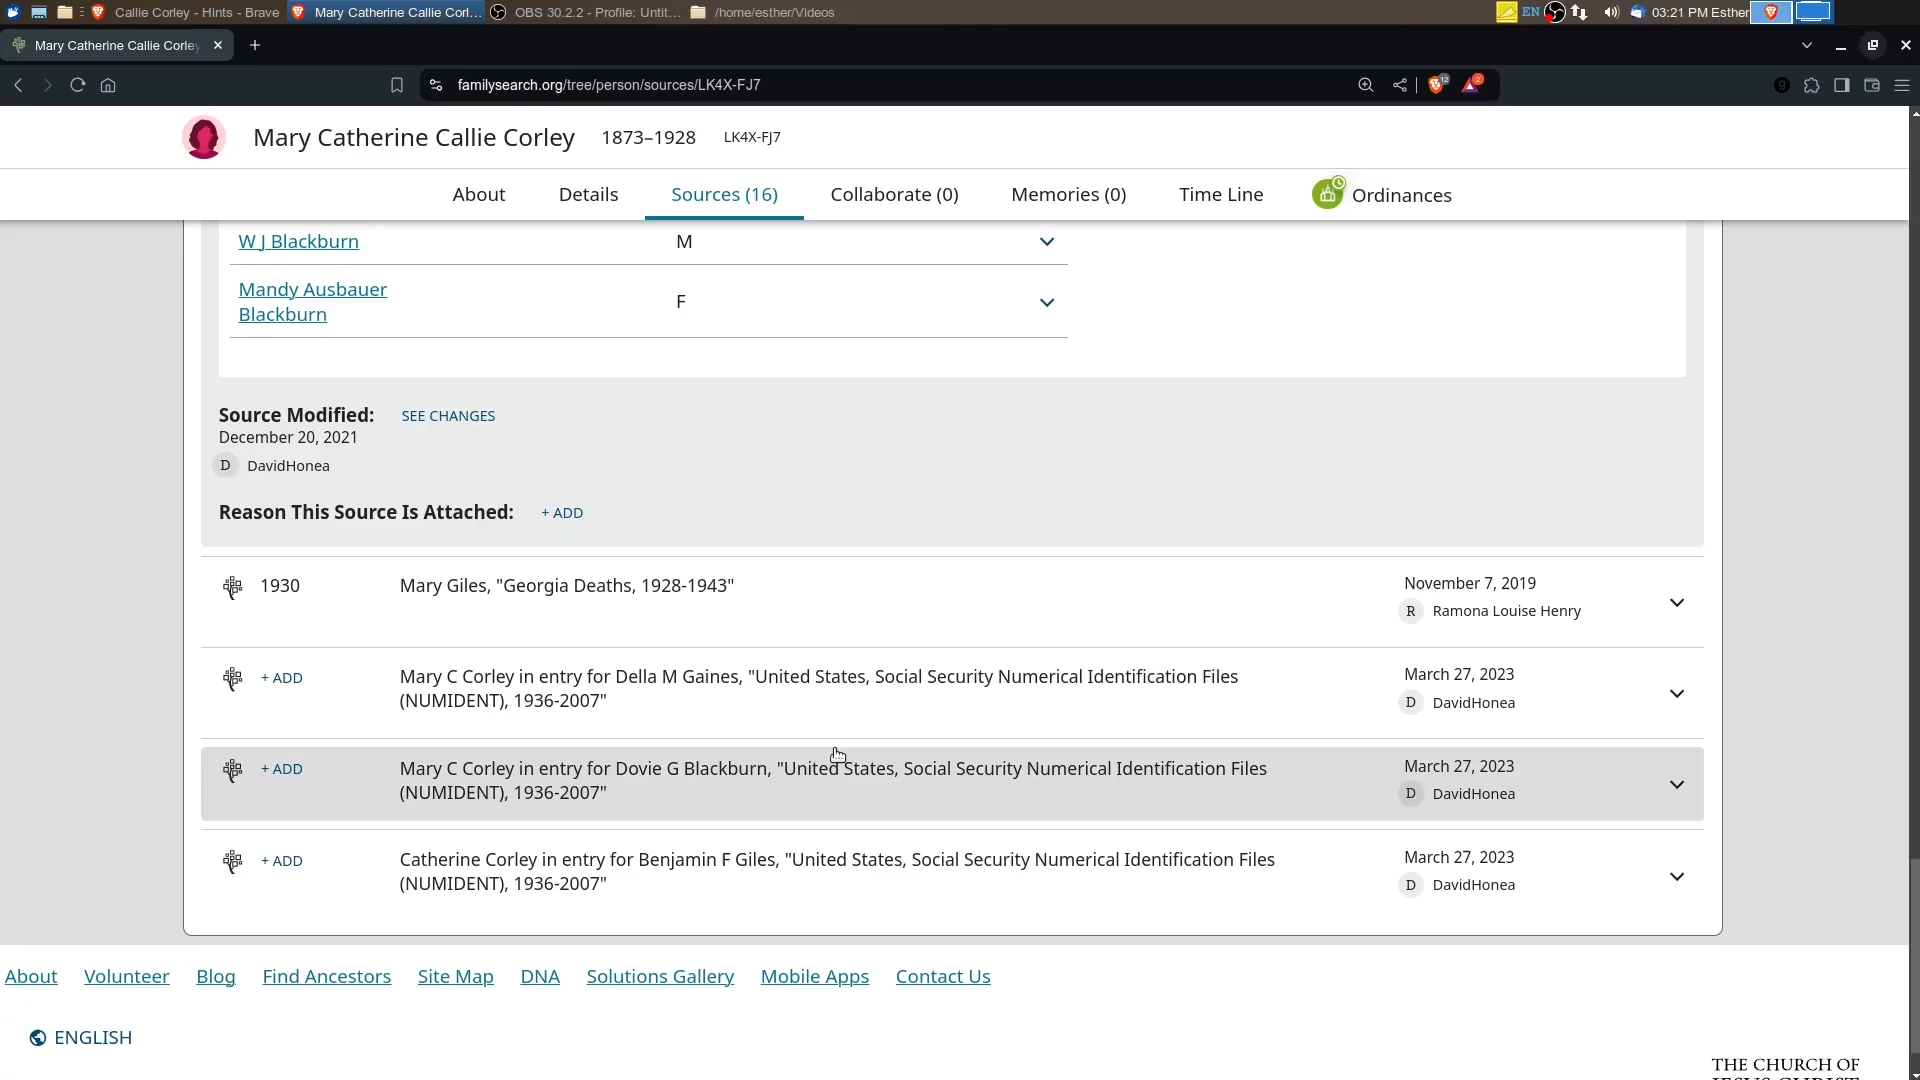 Callie Corley - Hints - Brave
Mary Catherine Callie Corl...
OBS 30.2.2 - Profile: Untit...
/home/esther/Videos
EN
03:21 PM Esther
Mary Catherine Callie Corley
familysearch.org/tree/person/sources/LK4X-FJ7
12
2
9
Mary Catherine Callie Corley 1873–1928 LK4X-FJ7
About
Details
Sources (16)
Collaborate (0)
Memories (0)
Time Line
Ordinances
W J Blackburn M
Mandy Ausbauer
Blackburn
F
Source Modified: SEE CHANGES
December 20, 2021
D DavidHonea
Reason This Source Is Attached: + ADD
1930 Mary Giles, "Georgia Deaths, 1928-1943"
November 7, 2019
R Ramona Louise Henry
+ ADD
Mary C Corley in entry for Della M Gaines, "United States, Social Security Numerical Identification Files
(NUMIDENT), 1936-2007"
March 27, 2023
D DavidHonea
+ ADD
Mary C Corley in entry for Dovie G Blackburn, "United States, Social Security Numerical Identification Files
(NUMIDENT), 1936-2007"
March 27, 2023
D DavidHonea
+ ADD
Catherine Corley in entry for Benjamin F Giles, "United States, Social Security Numerical Identification Files
(NUMIDENT), 1936-2007"
March 27, 2023
D DavidHonea
About Volunteer Blog Find Ancestors Site Map DNA Solutions Gallery Mobile Apps Contact Us
ENGLISH
THE CHURCH OF
JESUS CHRIST